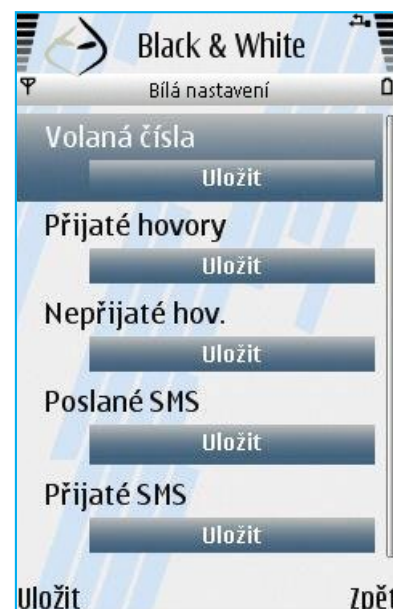 Black & White
Bílá nastavení
Volaná čísla
Uložit
Přijaté hovory
Uložit
Nepřijaté hov.
Uložit
Poslané SMS
Uložit
Přijaté SMS
Uložit
Uložit Zpět